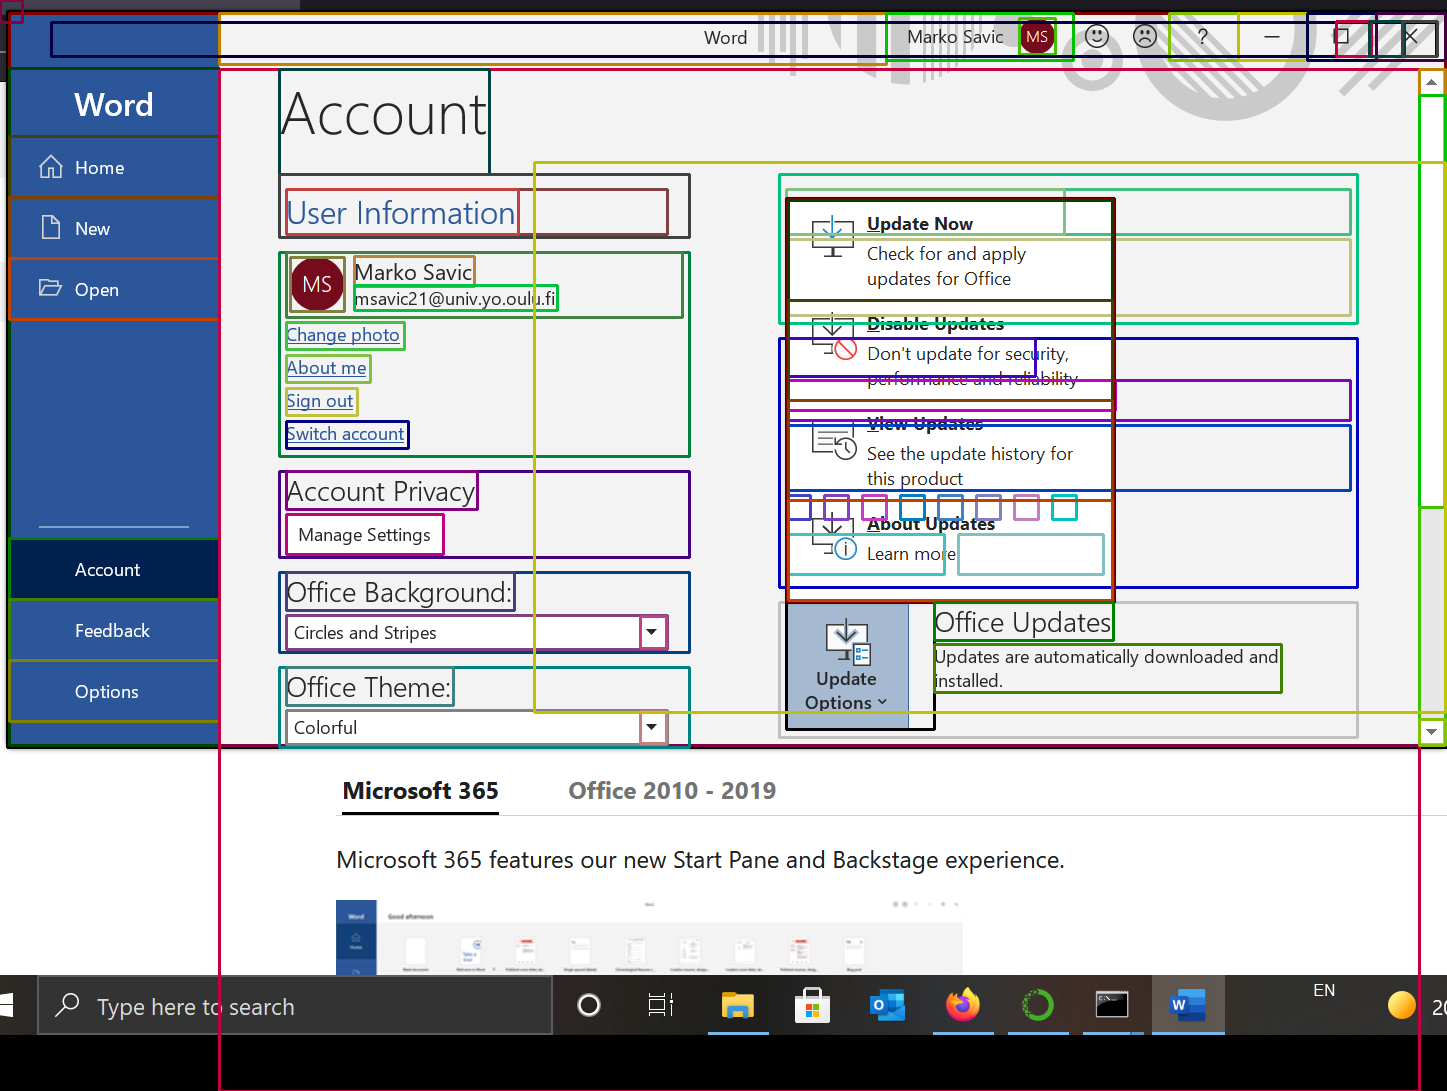 Word
Marko Savic
MS
?
Word
Account
Home
New
Open
User Information
MS
Marko Savic
msavic21@univ.yo.oulu.fi
Change photo
About me
Sign out
Switch account
Account Privacy
Manage Settings
Office Background:
Circles and Stripes
Office Theme:
Colorful
Account
Feedback
Options
Update Now
Check for and apply
updates for Office
Disable Updates
Don't update for security,
performance and reliability
View Updates
See the update history for
this product
About Updates
Learn more
Update
Options
Office Updates
Updates are automatically downloaded and
installed.
Microsoft 365
Office 2010 - 2019
Microsoft 365 features our new Start Pane and Backstage experience.
Word
Good afternoon
Type here to search
EN
20